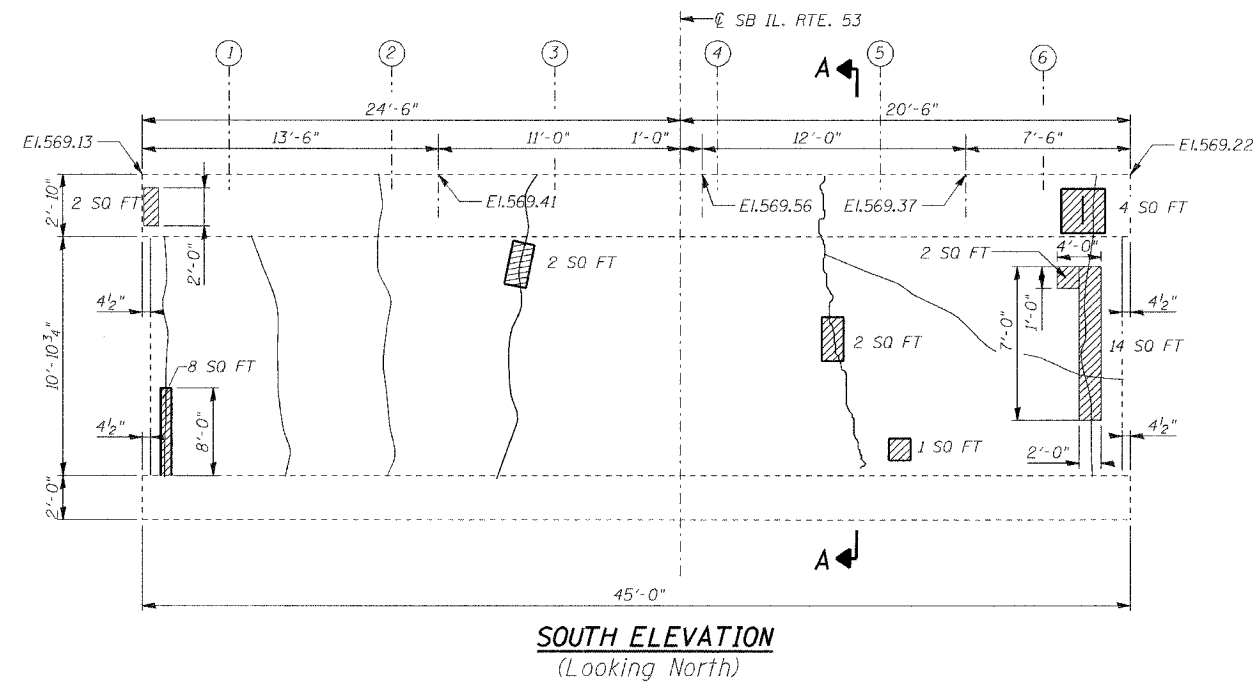 ℄ SB IL. RTE. 53
1
2
3
4
5
6
A
24'-6"
20'-6"
El.569.13
13'-6"
11'-0"
1'-0"
12'-0"
7'-6"
El.569.22
2'-10"
2 SQ FT
2'-0"
El.569.41
El.569.56
El.569.37
4 SQ FT
2 SQ FT
2 SQ FT
4'-0"
4½"
4½"
10'-10¾"
7'-0"
1'-0"
2 SQ FT
14 SQ FT
8 SQ FT
4½"
8'-0"
1 SQ FT
2'-0"
4½"
2'-0"
A
45'-0"
SOUTH ELEVATION
(Looking North)